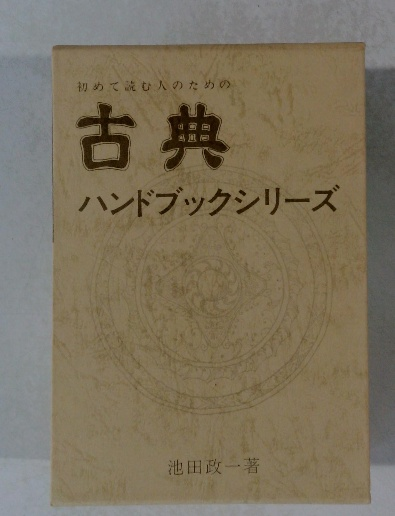 初めて読む人のための
古典
ハンドブックシリーズ
池田政一著